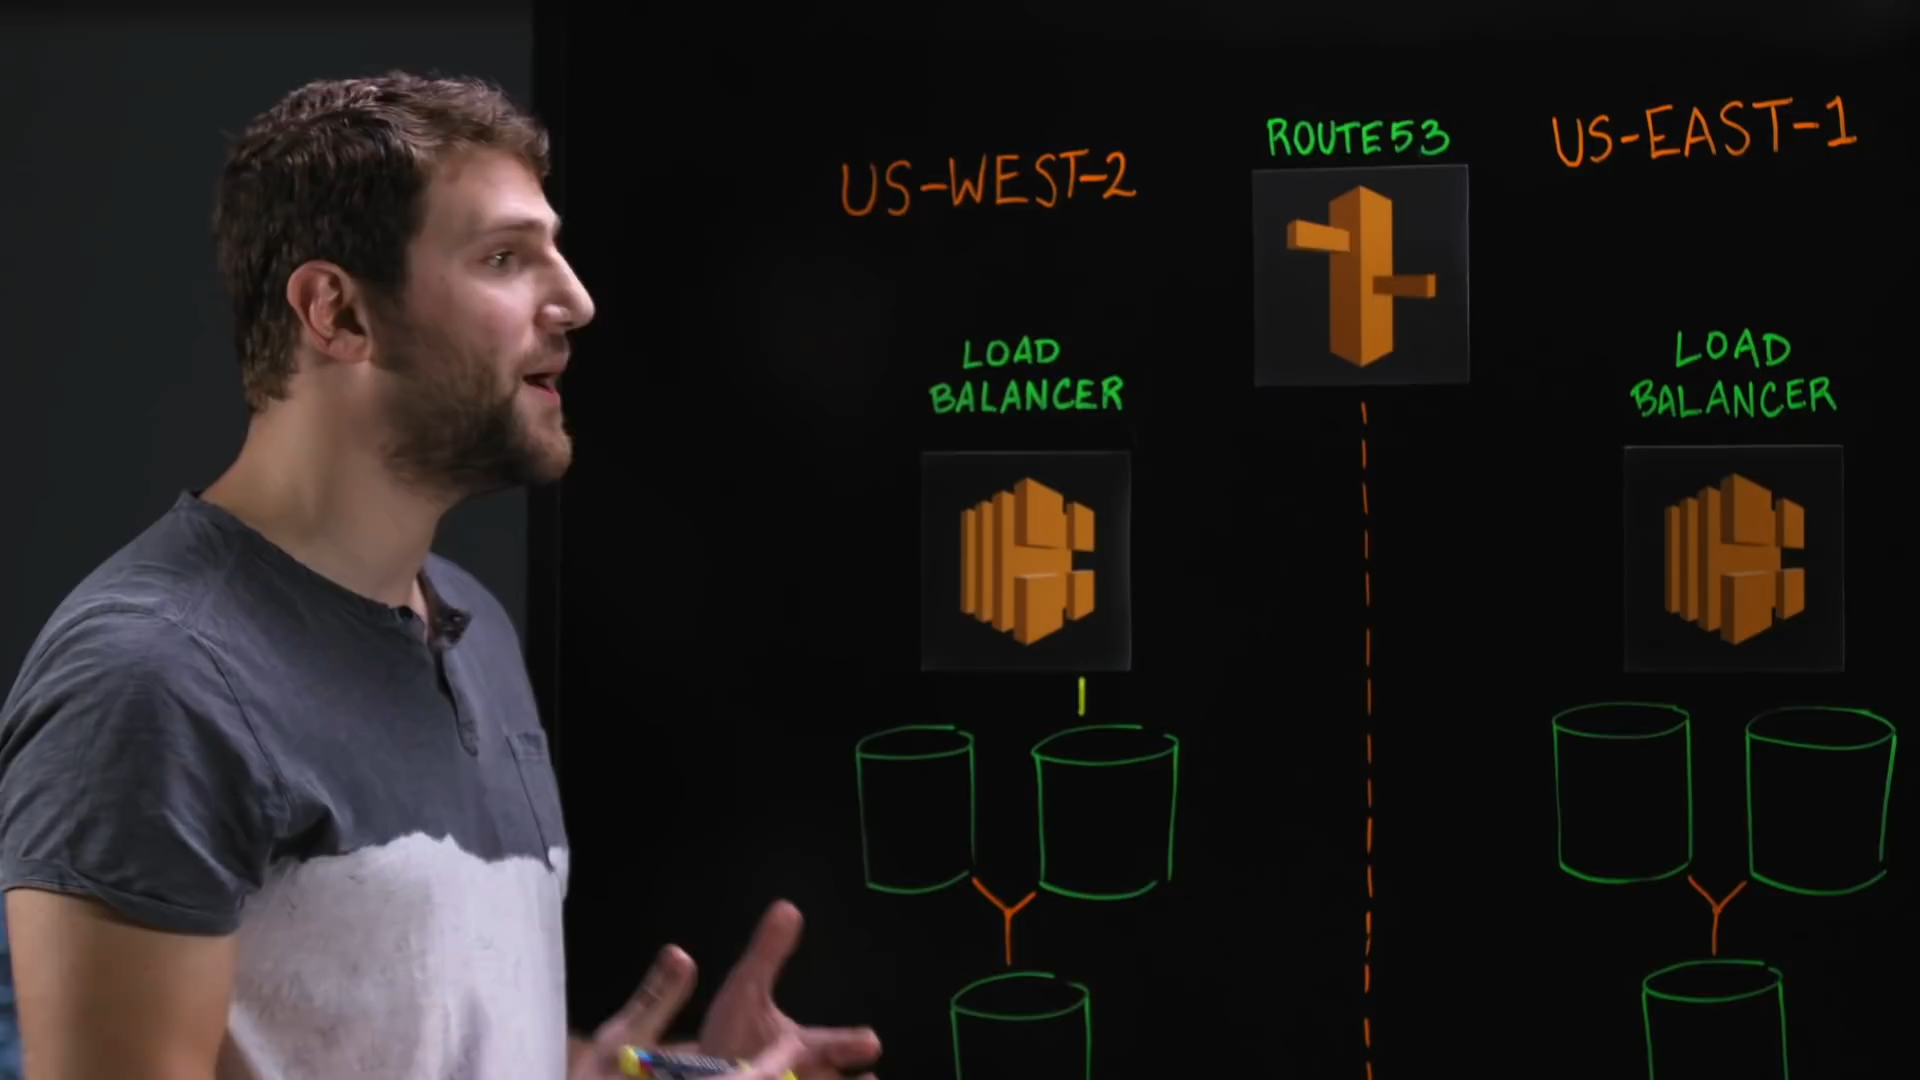 US-WEST-2
ROUTE53
US-EAST-1
LOAD
BALANCER
LOAD
BALANCER